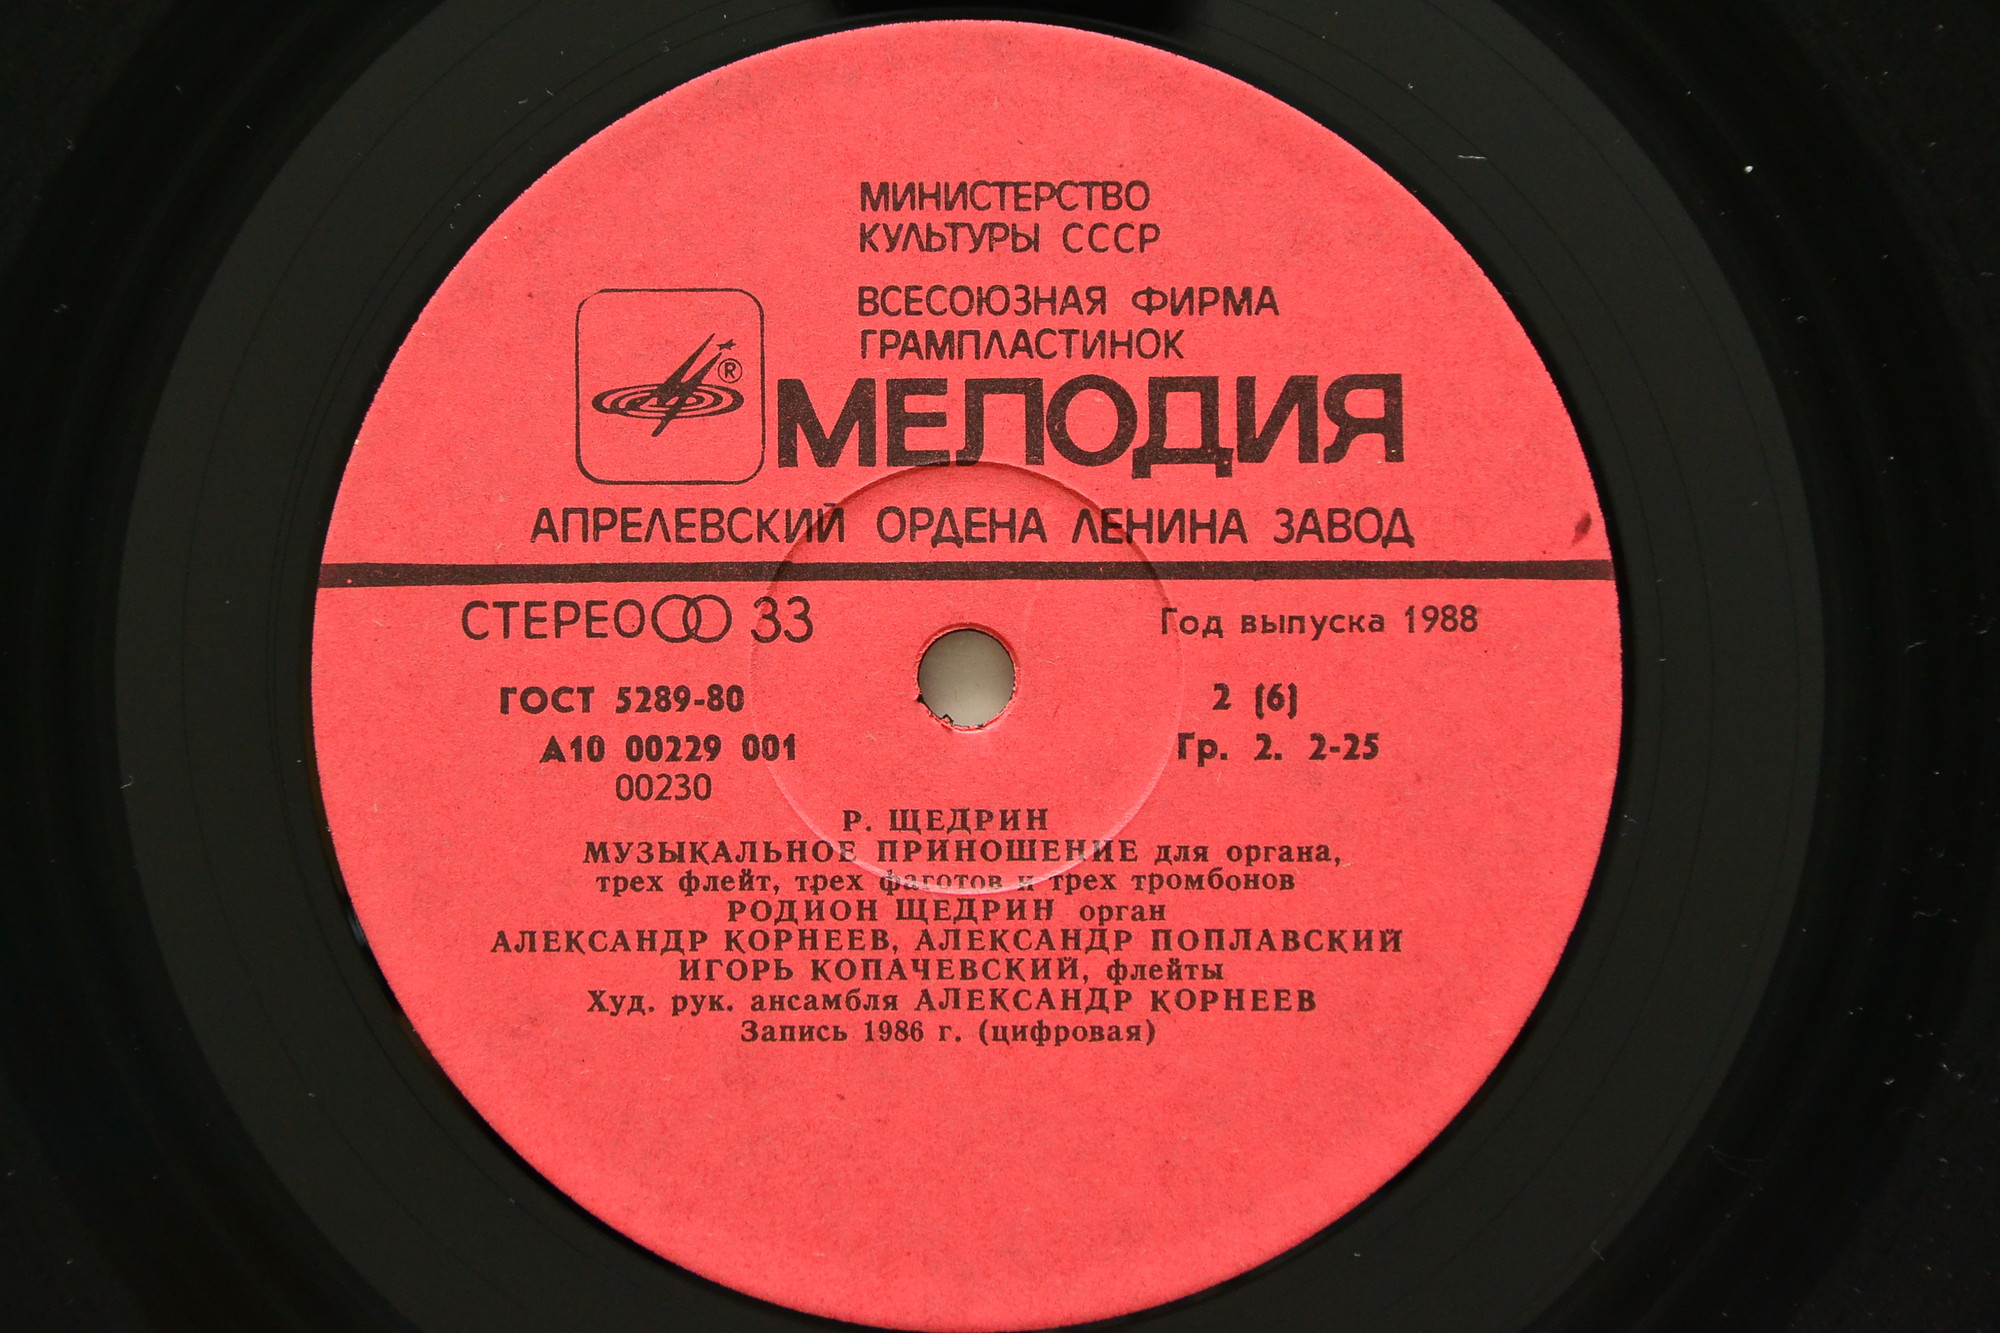 МИНИСТЕРСТВО
КУЛЬТУРЫ СССР
ВСЕСОЮЗНАЯ ФИРМА
ГРАМПЛАСТИНОК
®
МЕЛОДИЯ
АПРЕЛЕВСКИЙ ОРДЕНА ЛЕНИНА ЗАВОД
СТЕРЕО 33
Год выпуска 1988
ГОСТ 5289-80
2 (6)
А10 00229 001
Гр. 2. 2-25
00230
Р. ЩЕДРИН
МУЗЫКАЛЬНОЕ ПРИНОШЕНИЕ для органа,
трех флейт, трех фаготов и трех тромбонов
РОДИОН ЩЕДРИН орган
АЛЕКСАНДР КОРНЕЕВ, АЛЕКСАНДР ПОПЛАВСКИЙ
ИГОРЬ КОПАЧЕВСКИЙ, флейты
Худ. рук. ансамбля АЛЕКСАНДР КОРНЕЕВ
Запись 1986 г. (цифровая)